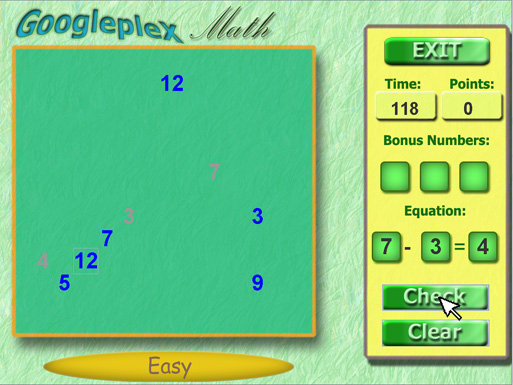 Googleplex Math
EXIT
Time: Points:
118 0
Bonus Numbers:
Equation:
7 - 3 = 4
Check
Clear
12
7
3 3
7
4 12
5 9
Easy